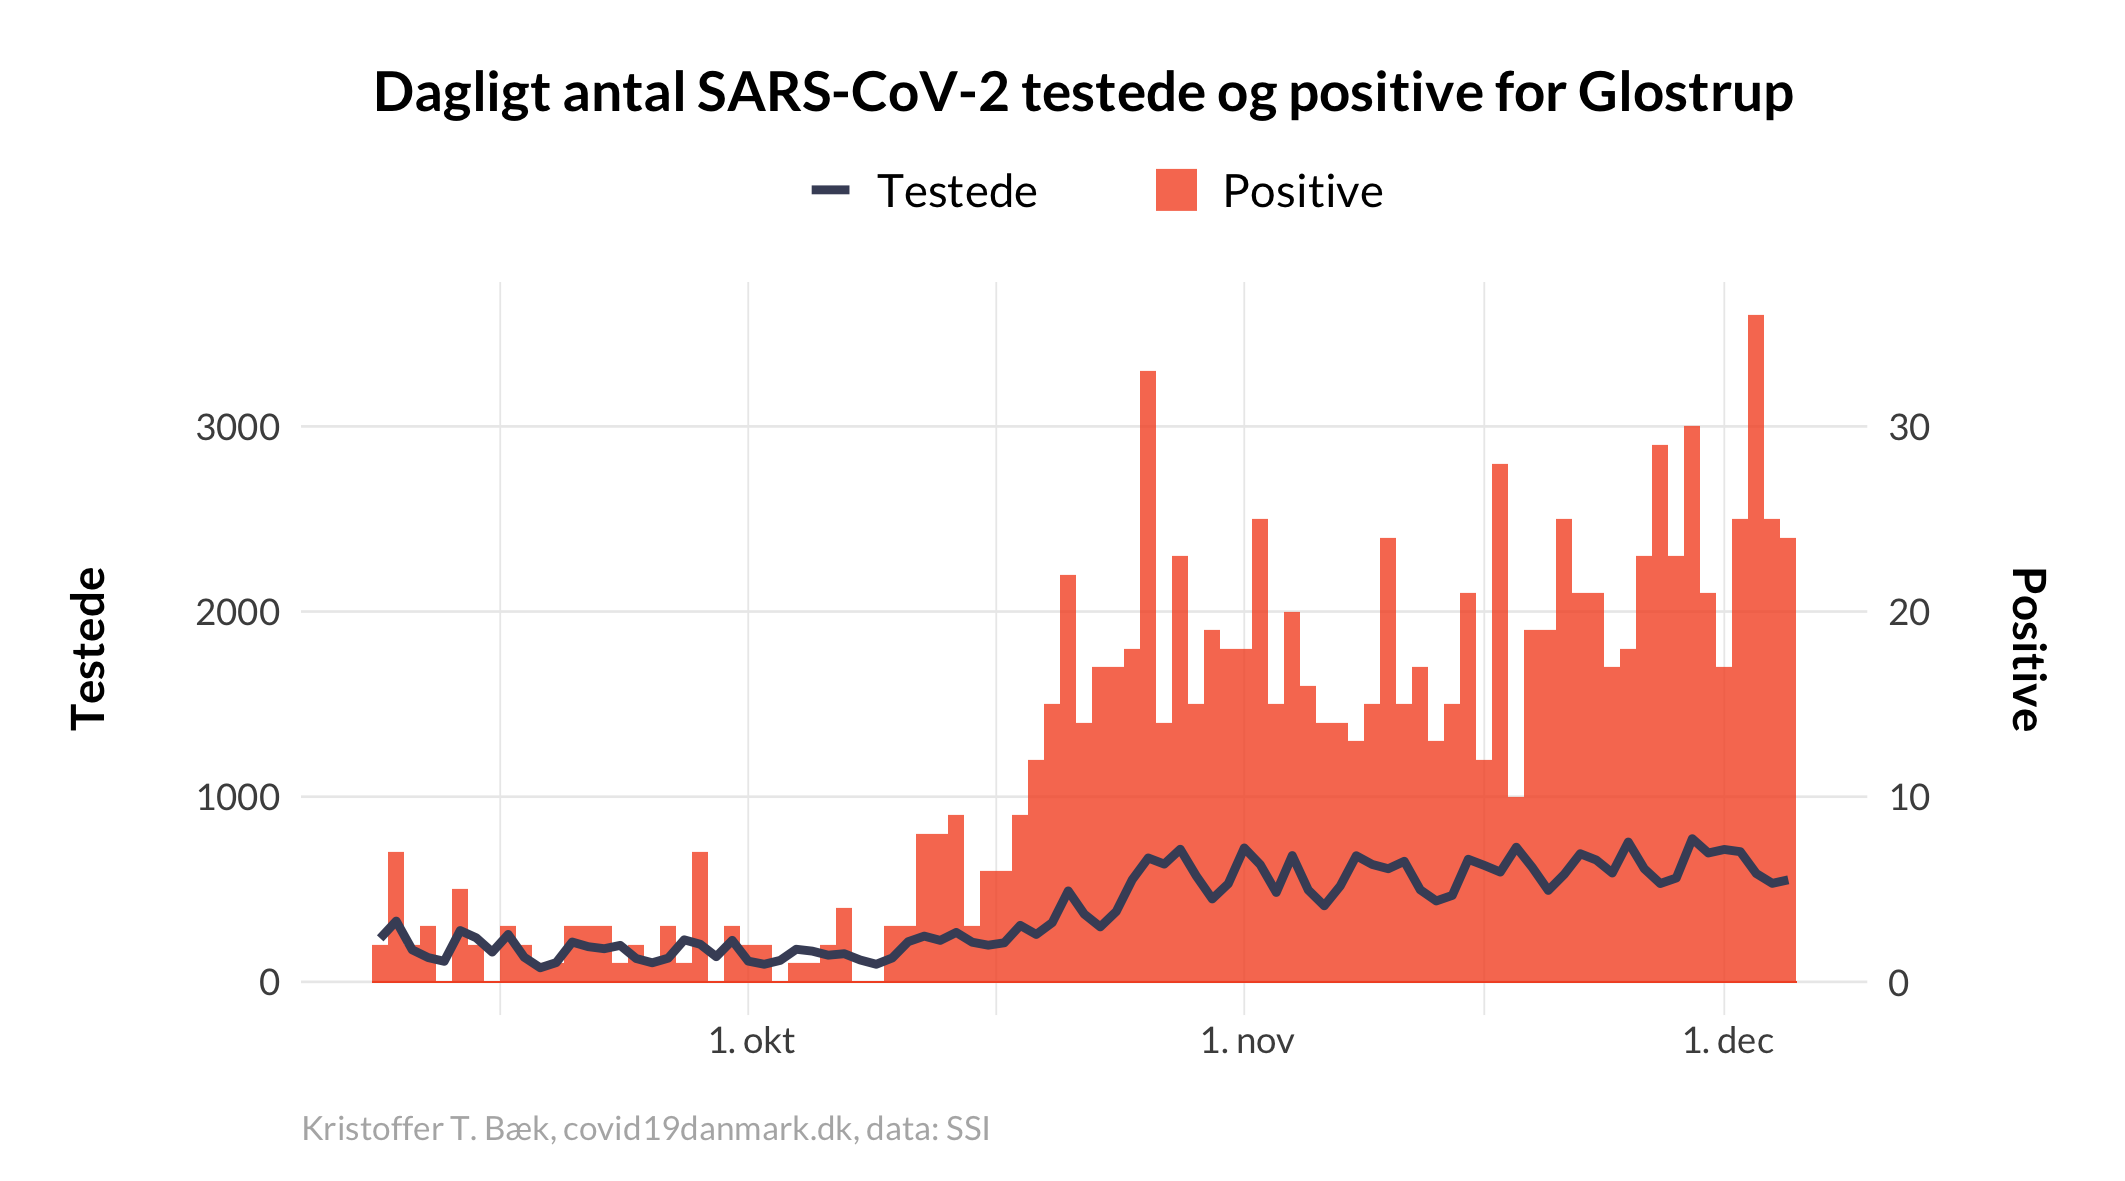 Dagligt antal SARS-CoV-2 testede og positive for Glostrup
Testede
Positive
3000
2000
1000
0
30
20
10
0
Testede
Positive
1. okt
1. nov
1. dec
Kristoffer T. Bæk, covid19danmark.dk, data: SSI